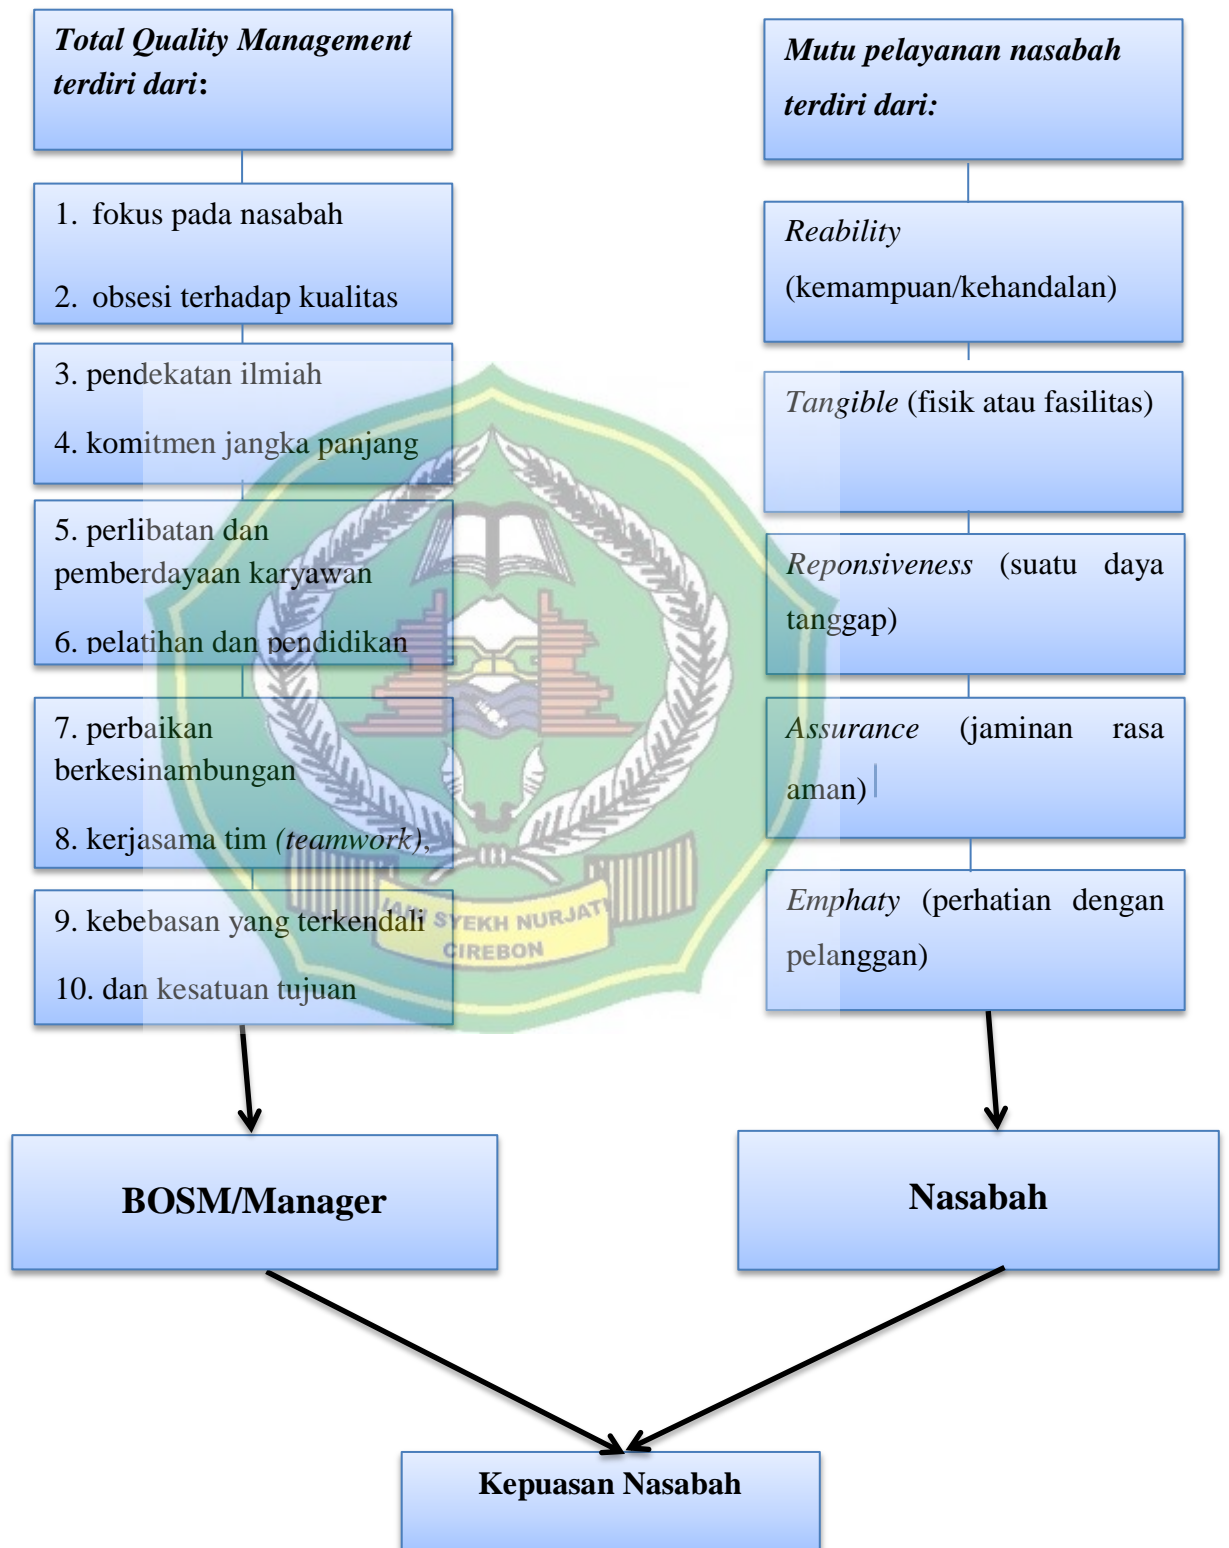 Total Quality Management
terdiri dari:
1. fokus pada nasabah
2. obsesi terhadap kualitas
3. pendekatan ilmiah
4. komitmen jangka panjang
5. perlibatan dan
pemberdayaan karyawan
6. pelatihan dan pendidikan
7. perbaikan
berkesinambungan
8. kerjasama tim (teamwork),
9. kebebasan yang terkendali
10. dan kesatuan tujuan
BOSM/Manager
Mutu pelayanan nasabah
terdiri dari:
Reability
(kemampuan/kehandalan)
Tangible (fisik atau fasilitas)
Reponsiveness (suatu daya
tanggap)
Assurance (jaminan rasa
aman)
Emphaty (perhatian dengan
pelanggan)
Nasabah
Kepuasan Nasabah
IAIN SYEKH NURJATI
CIREBON